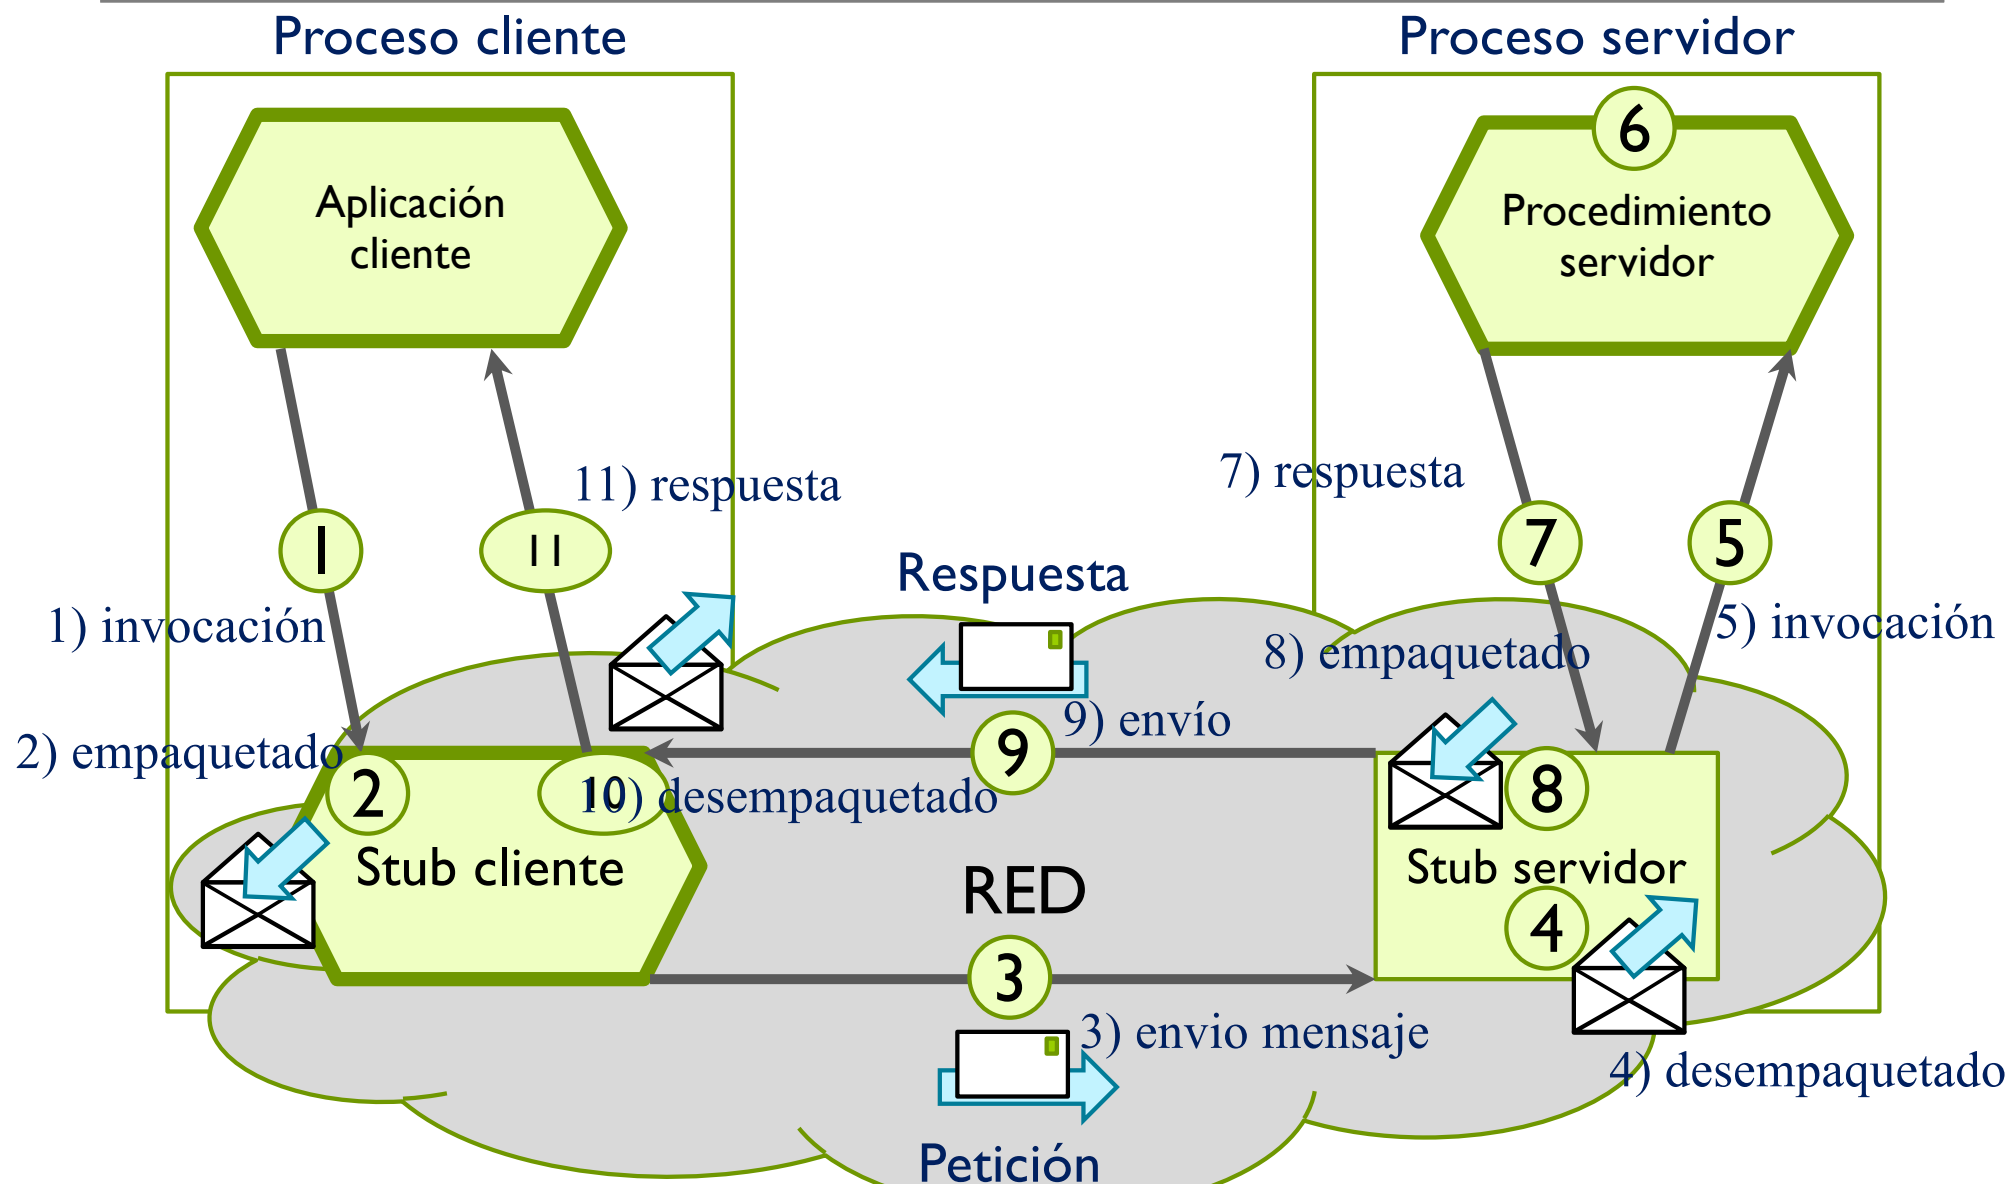 Proceso cliente
Proceso servidor
6
Aplicación
cliente
Procedimiento
servidor
11) respuesta
7) respuesta
1
11
7
5
Respuesta
1) invocación
5) invocación
8) empaquetado
9) envío
2) empaquetado
9
2
10
10) desempaquetado
8
Stub cliente
RED
Stub servidor
4
3
3) envio mensaje
4) desempaquetado
Petición